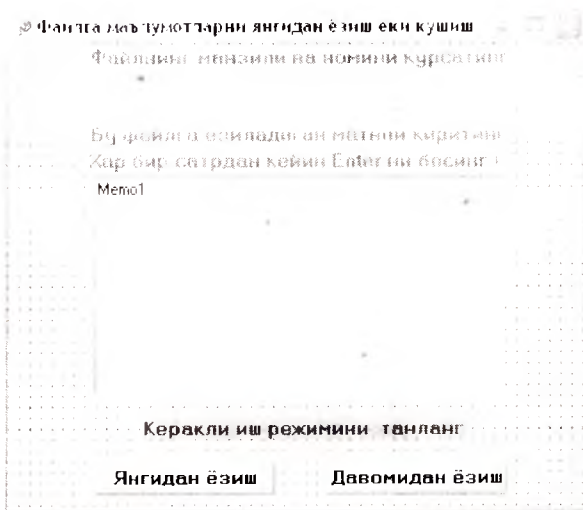 Файлга маълумотларни янгидан ёзиш ёки кушиш
Файлнинг манзили ва номини курсатинг
Бу файлга ёзиладиган матнни киритинг
Хар бир сатрдан кейин Enter ни босинг
Memo1
Керакли иш режимини танланг
Янгидан ёзиш
Давомидан ёзиш